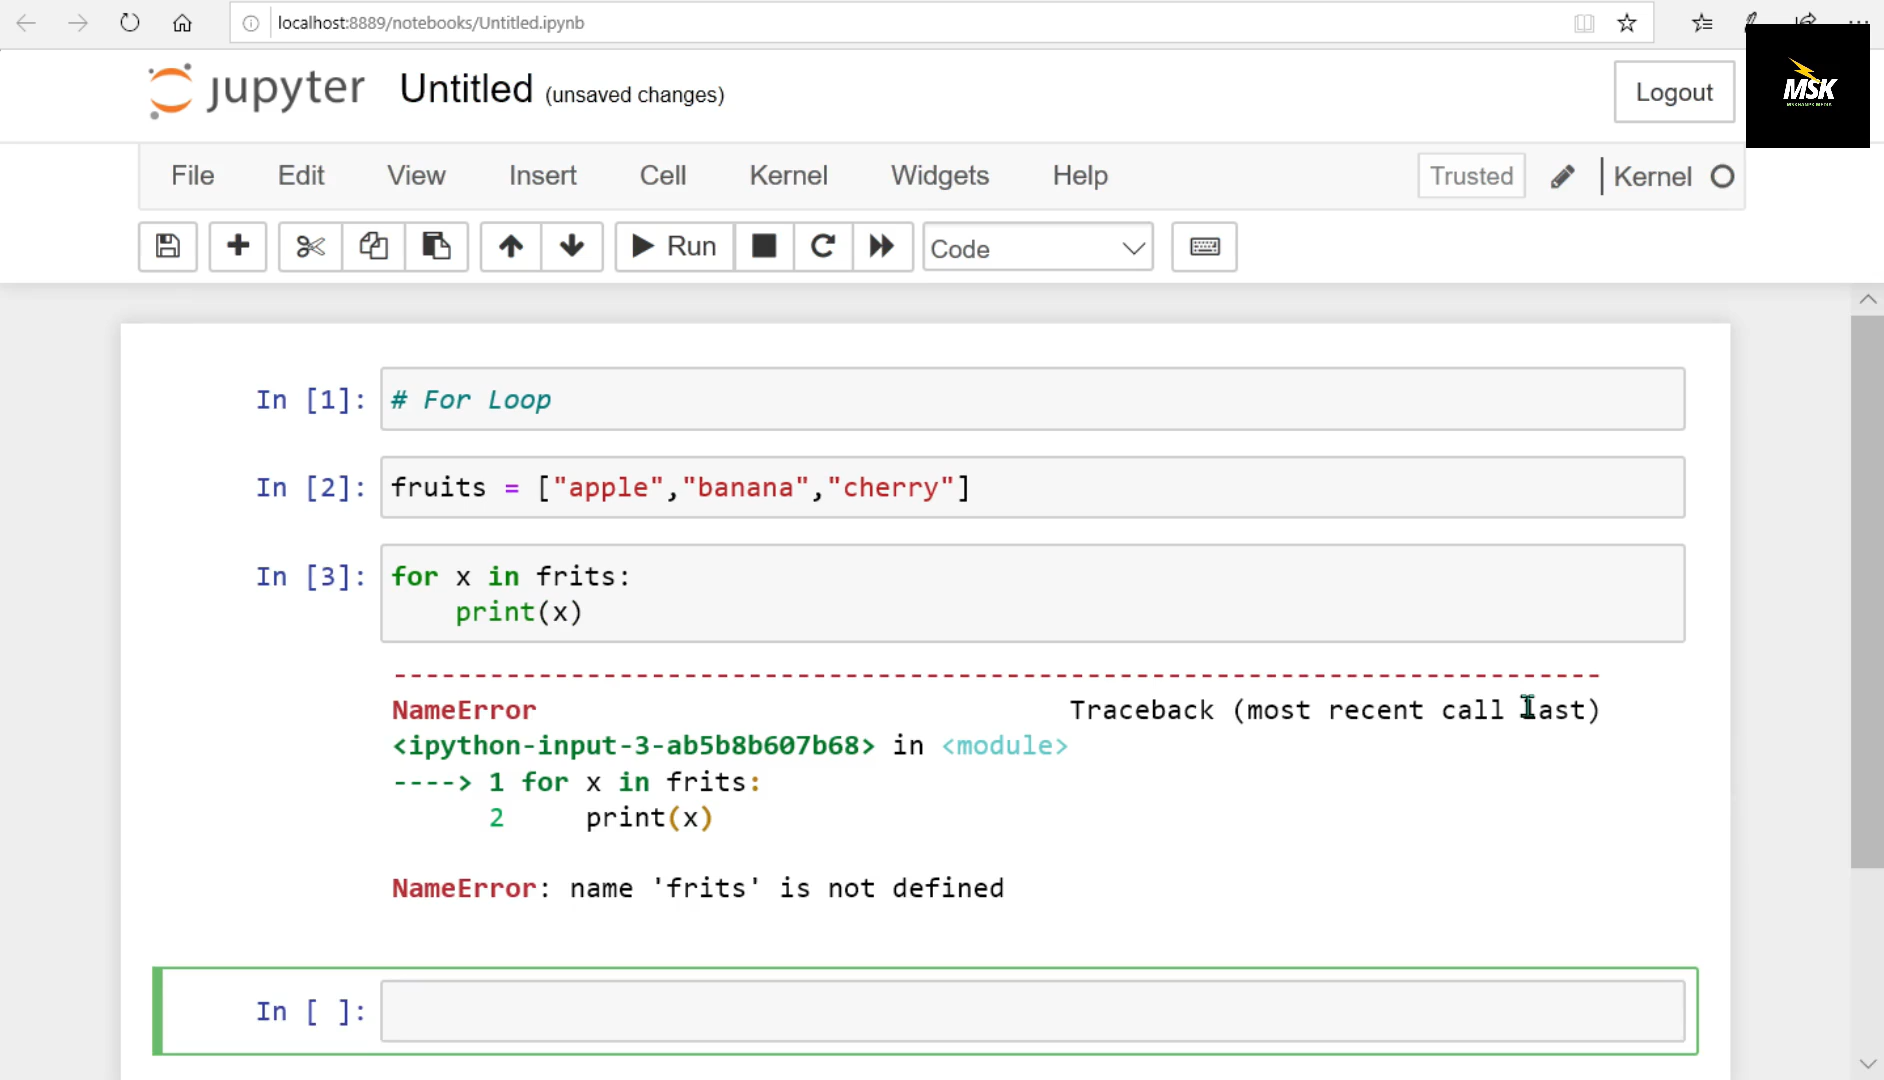 localhost:8889/notebooks/Untitled.ipynb
jupyter Untitled (unsaved changes)
Logout
MSK
File Edit View Insert Cell Kernel Widgets Help Trusted Kernel
Run Code
In [1]: # For Loop
In [2]: fruits = ["apple","banana","cherry"]
In [3]: for x in frits:
print(x)
---------------------------------------------------------------------------
NameError Traceback (most recent call last)
<ipython-input-3-ab5b8b607b68> in <module>
----> 1 for x in frits:
2 print(x)
NameError: name 'frits' is not defined
In [ ]: